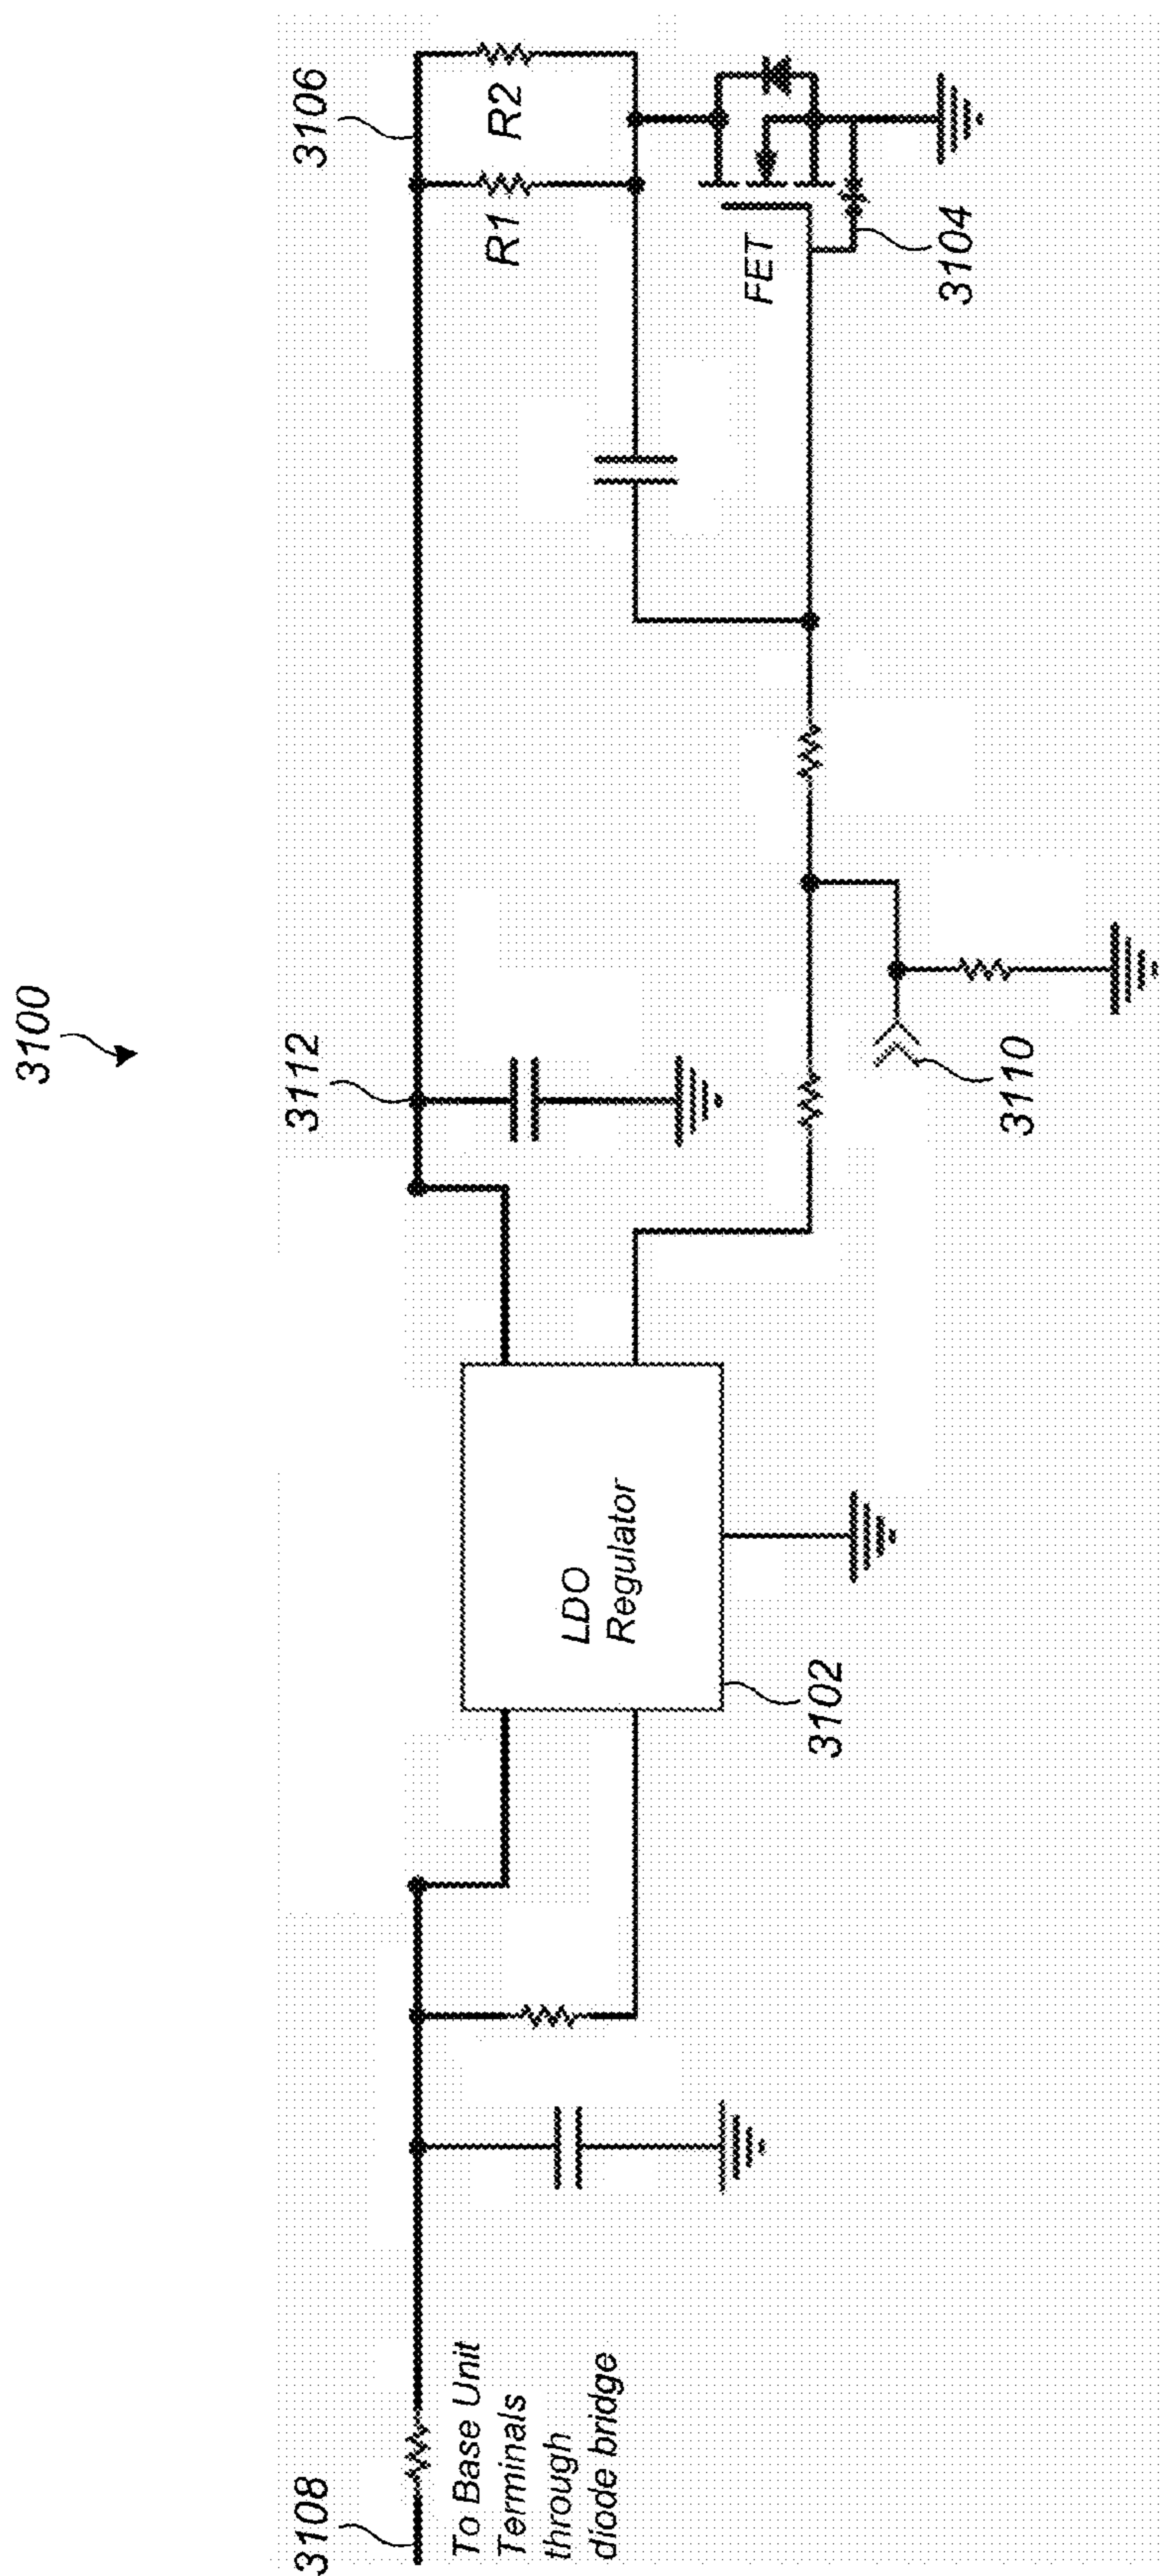 3100
3108
To Base Unit
Terminals
through
diode bridge
3102
LDO
Regulator
3112
3110
R1
R2
3106
FET
3104